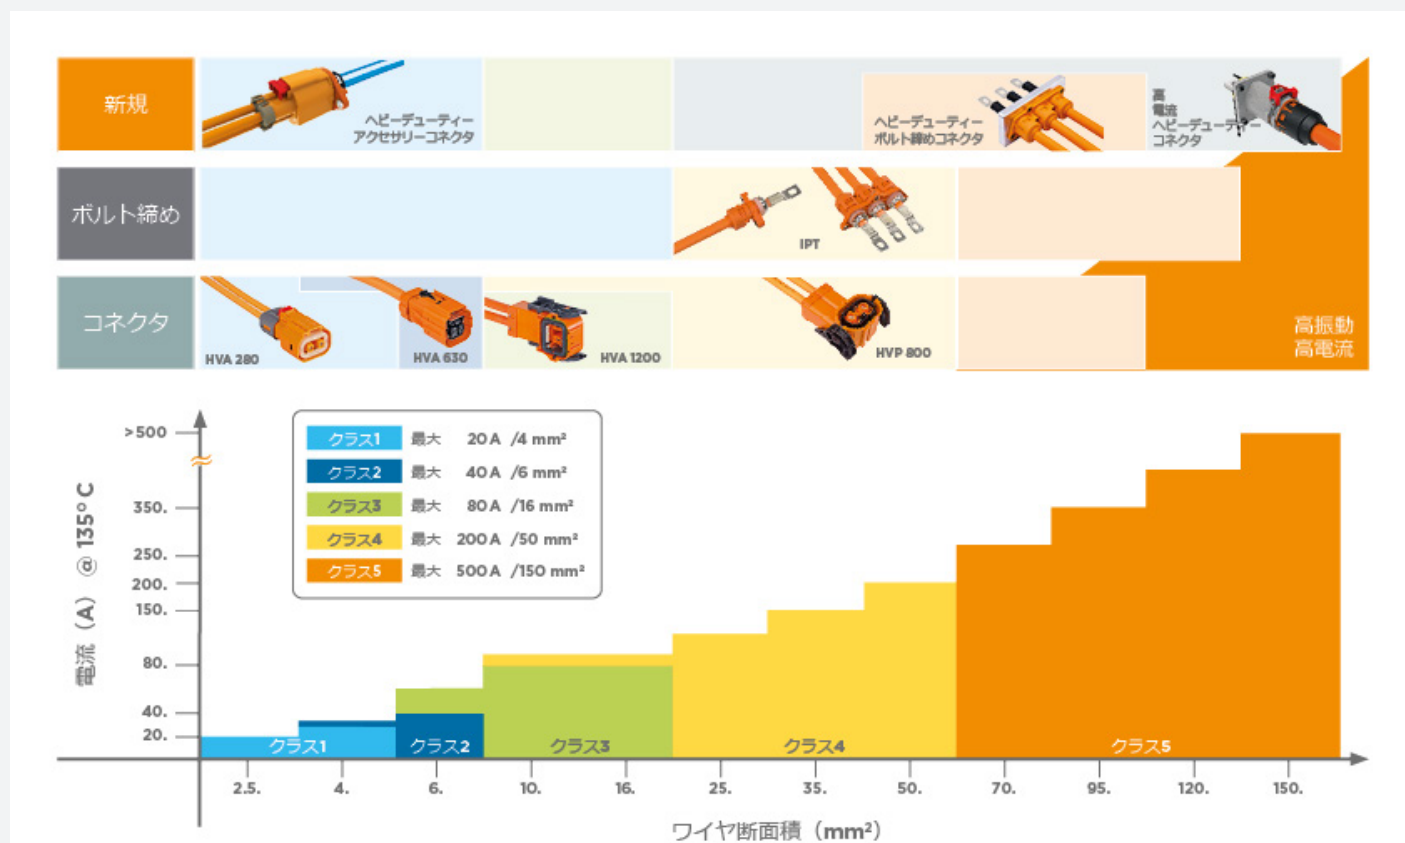 新規
ヘビーデューティー
アクセサリーコネクタ
ヘビーデューティー
ボルト締めコネクタ
高
電流
ヘビーデューティー
コネクタ
ボルト締め
IPT
コネクタ
HVA 280
HVA 630
HVA 1200
HVP 800
高振動
高電流
クラス1 最大 20 A /4 mm²
クラス2 最大 40 A /6 mm²
クラス3 最大 80 A /16 mm²
クラス4 最大 200 A /50 mm²
クラス5 最大 500 A /150 mm²
電流（A）@ 135° C
>500
350.
250.
200.
150.
80.
40.
20.
クラス1 クラス2 クラス3 クラス4 クラス5
2.5. 4. 6. 10. 16. 25. 35. 50. 70. 95. 120. 150.
ワイヤ断面積（mm²）